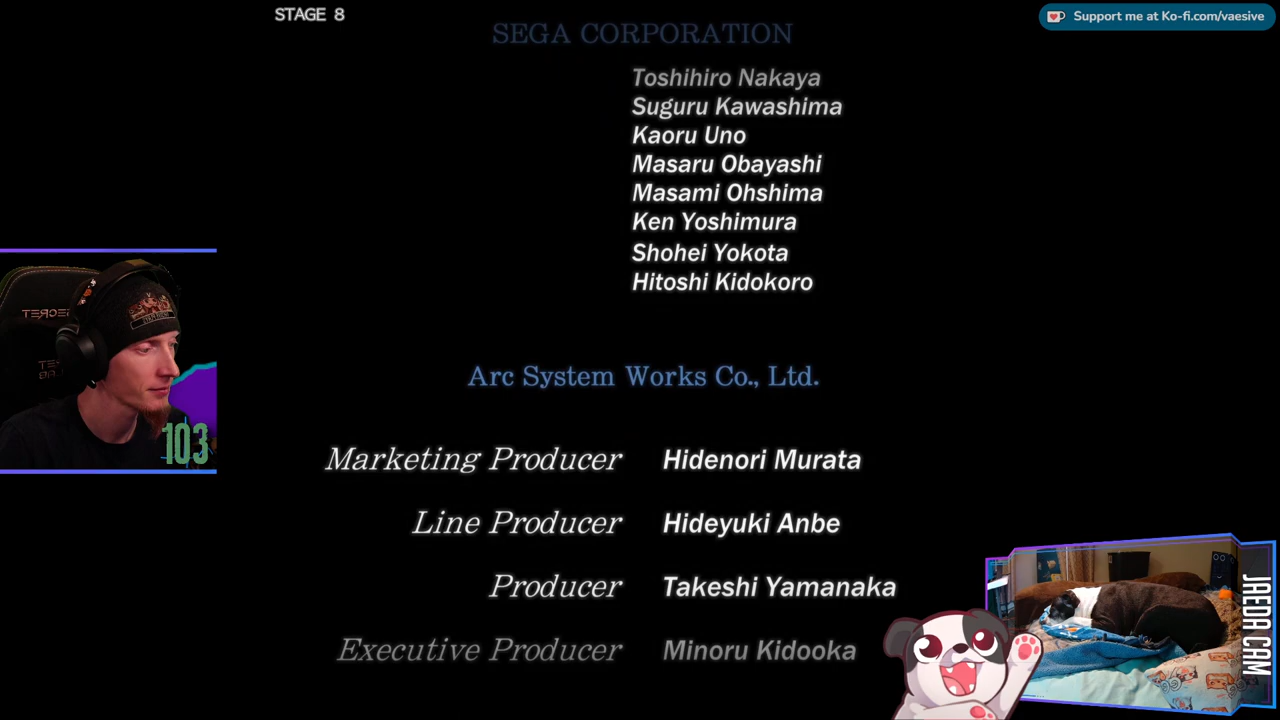 STAGE 8
Support me at Ko-fi.com/vaesive
SEGA CORPORATION
Toshihiro Nakaya
Suguru Kawashima
Kaoru Uno
Masaru Obayashi
Masami Ohshima
Ken Yoshimura
Shohei Yokota
Hitoshi Kidokoro
Arc System Works Co., Ltd.
Marketing Producer Hidenori Murata
Line Producer Hideyuki Anbe
Producer Takeshi Yamanaka
Executive Producer Minoru Kidooka
103
JAEDA CAM